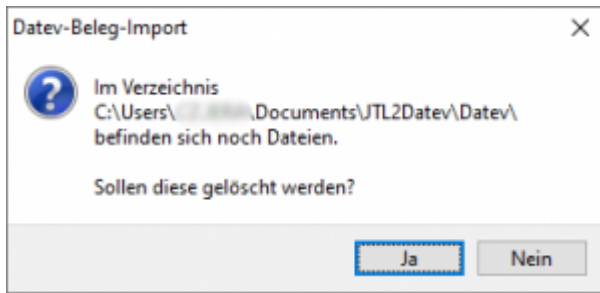 Datev-Beleg-Import
Im Verzeichnis
C:\Users\ \Documents\JTL2Datev\Datev\
befinden sich noch Dateien.
Sollen diese gelöscht werden?
Ja
Nein